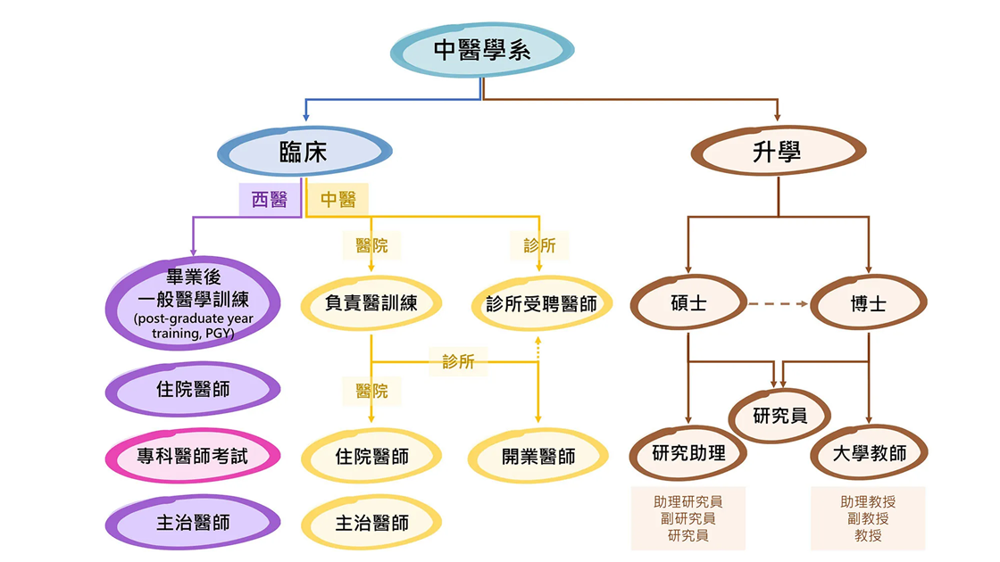 中醫學系
臨床
升學
西醫
中醫
醫院
診所
畢業後
一般醫學訓練
(post-graduate year
training, PGY)
負責醫訓練
診所受聘醫師
碩士
博士
診所
醫院
住院醫師
研究員
專科醫師考試
住院醫師
開業醫師
研究助理
大學教師
主治醫師
主治醫師
助理研究員
副研究員
研究員
助理教授
副教授
教授